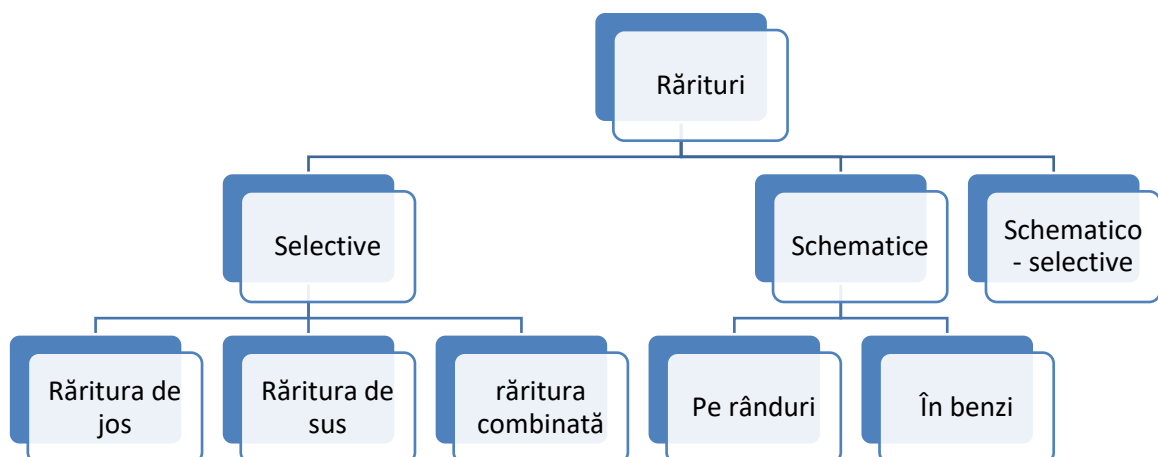 Rărituri
Selective
Schematice
Schematico
- selective
Răritura de
jos
Răritura de
sus
răritura
combinată
Pe rânduri
În benzi